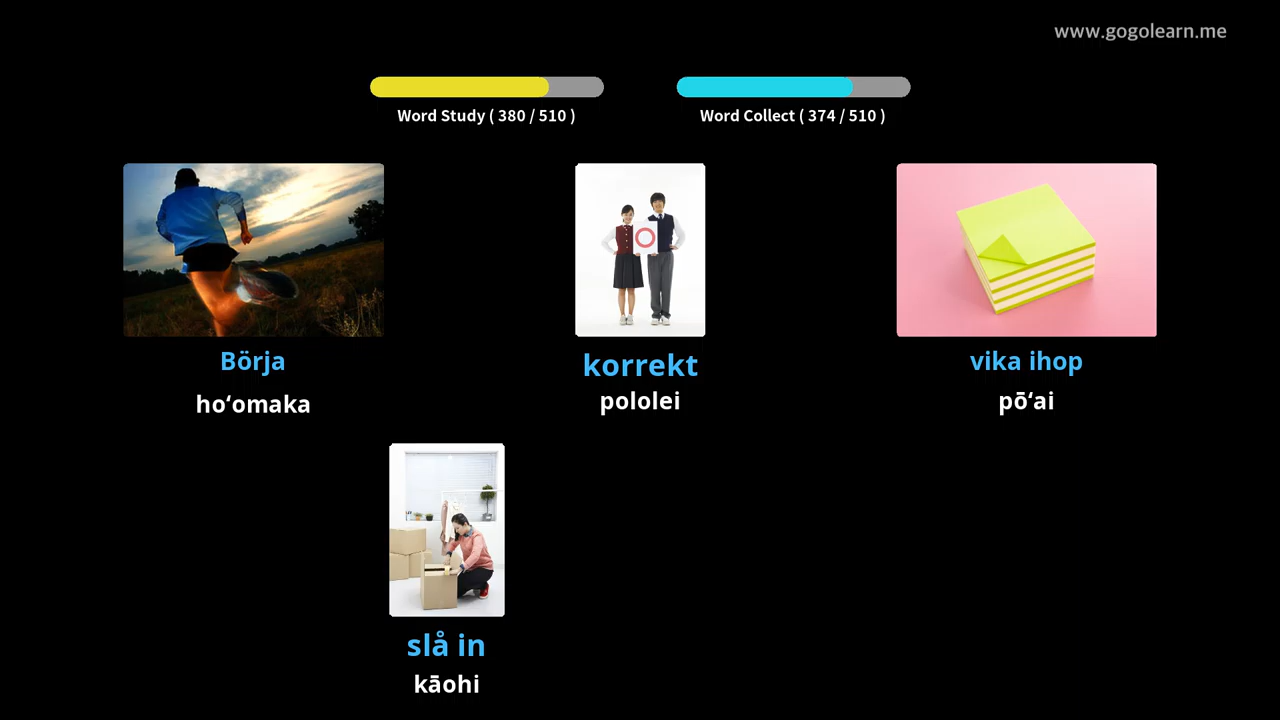 www.gogolearn.me
Word Study ( 380 / 510 )
Word Collect ( 374 / 510 )
Börja
hoʻomaka
korrekt
pololei
vika ihop
pōʻai
slå in
kāohi